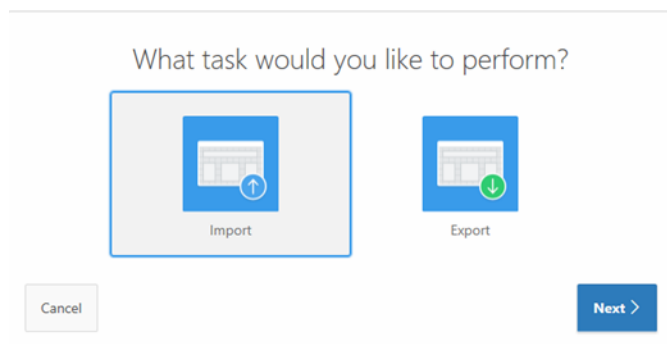 What task would you like to perform?
Import
Export
Cancel
Next